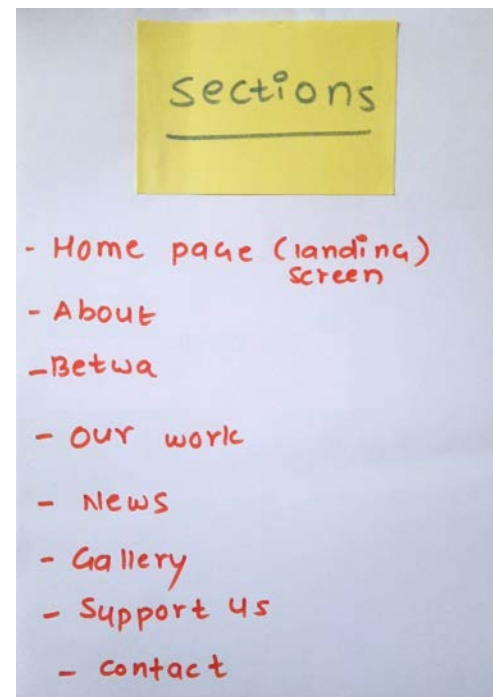 Sections
- Home page (landing)
screen
- About
- Betwa
- our work
- News
- Gallery
- Support us
- contact